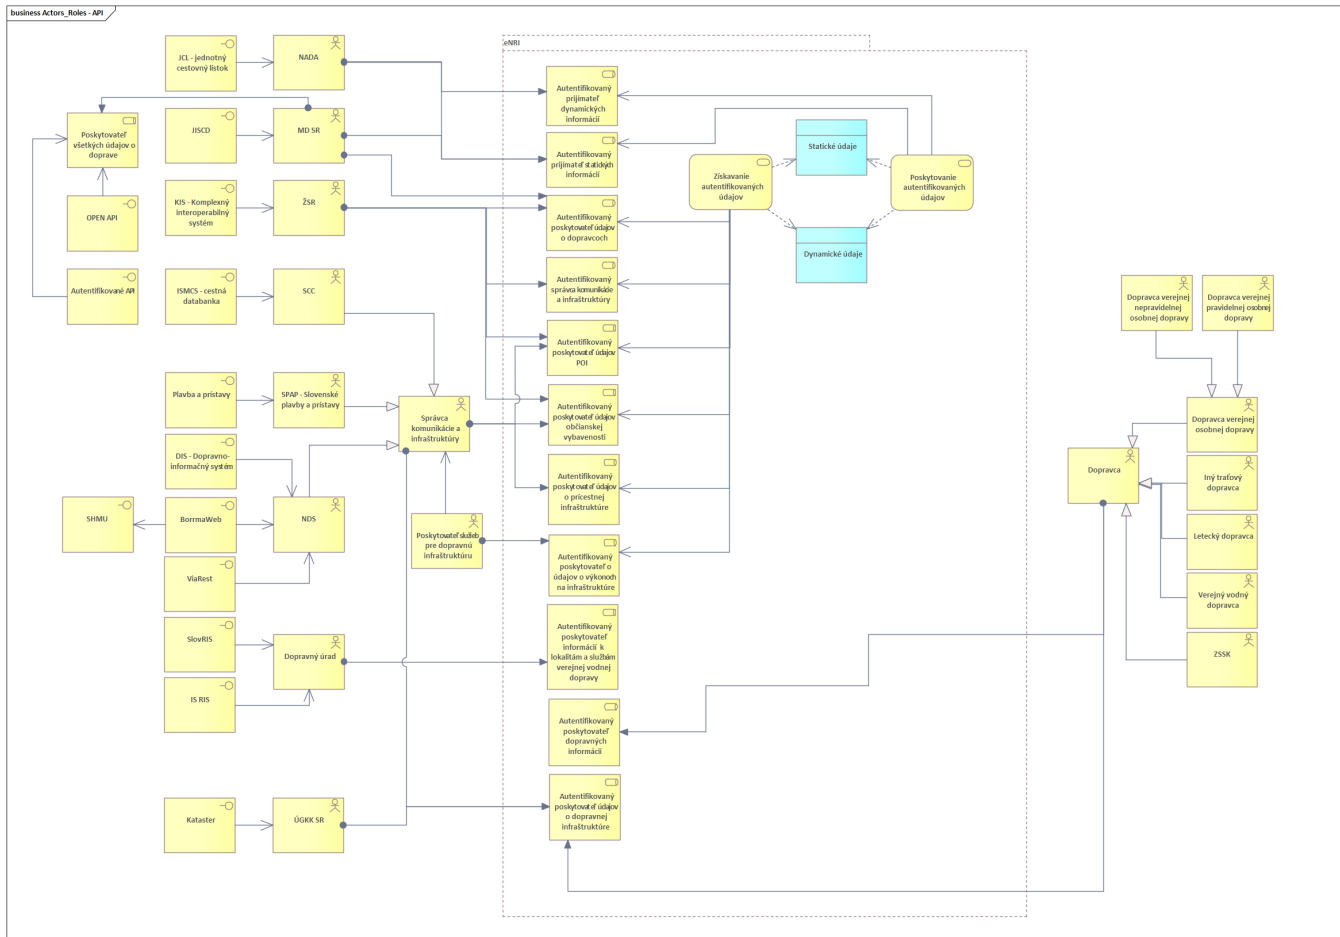 business Actors_Roles - API
JCL - jednotný
cestovný lístok
NADA
eNRI
Autentifikovaný
prijímateľ
dynamických
informácií
Poskytovateľ
všetkých údajov o
doprave
JISCD
MD SR
Autentifikovaný
prijímateľ statických
informácií
Statické údaje
Získavanie
autentifikovaných
údajov
Poskytovanie
autentifikovaných
údajov
OPEN API
KIS - Komplexný
interoperabilný
systém
ŽSR
Autentifikovaný
poskytovateľ údajov
o dopravcoch
Dynamické údaje
Autentifikované API
ISMCS - cestná
databanka
SCC
Autentifikovaný
správca komunikácie
a infraštruktúry
Dopravca verejnej
nepravidelnej
osobnej dopravy
Dopravca verejnej
pravidelnej osobnej
dopravy
Autentifikovaný
poskytovateľ údajov
POI
Plavba a prístavy
SPAP - Slovenské
plavby a prístavy
Správca
komunikácie a
infraštruktúry
Autentifikovaný
poskytovateľ údajov
občianskej
vybavenosti
Dopravca verejnej
osobnej dopravy
DIS - Dopravno-
informačný systém
Dopravca
Iný traťový
dopravca
Autentifikovaný
poskytovateľ údajov
o prícestnej
infraštruktúre
SHMU
BorrmaWeb
NDS
Poskytovateľ služieb
pre dopravnú
infraštruktúru
Letecký dopravca
Autentifikovaný
poskytovateľ o
údajov o výkonoch
na infraštruktúre
ViaRest
Verejný vodný
dopravca
SlovRIS
Dopravný úrad
Autentifikovaný
poskytovateľ
informácií k
lokalitám a službám
verejnej vodnej
dopravy
ZSSK
IS RIS
Autentifikovaný
poskytovateľ
dopravných
informácií
Kataster
ÚGKK SR
Autentifikovaný
poskytovateľ údajov
o dopravnej
infraštruktúre